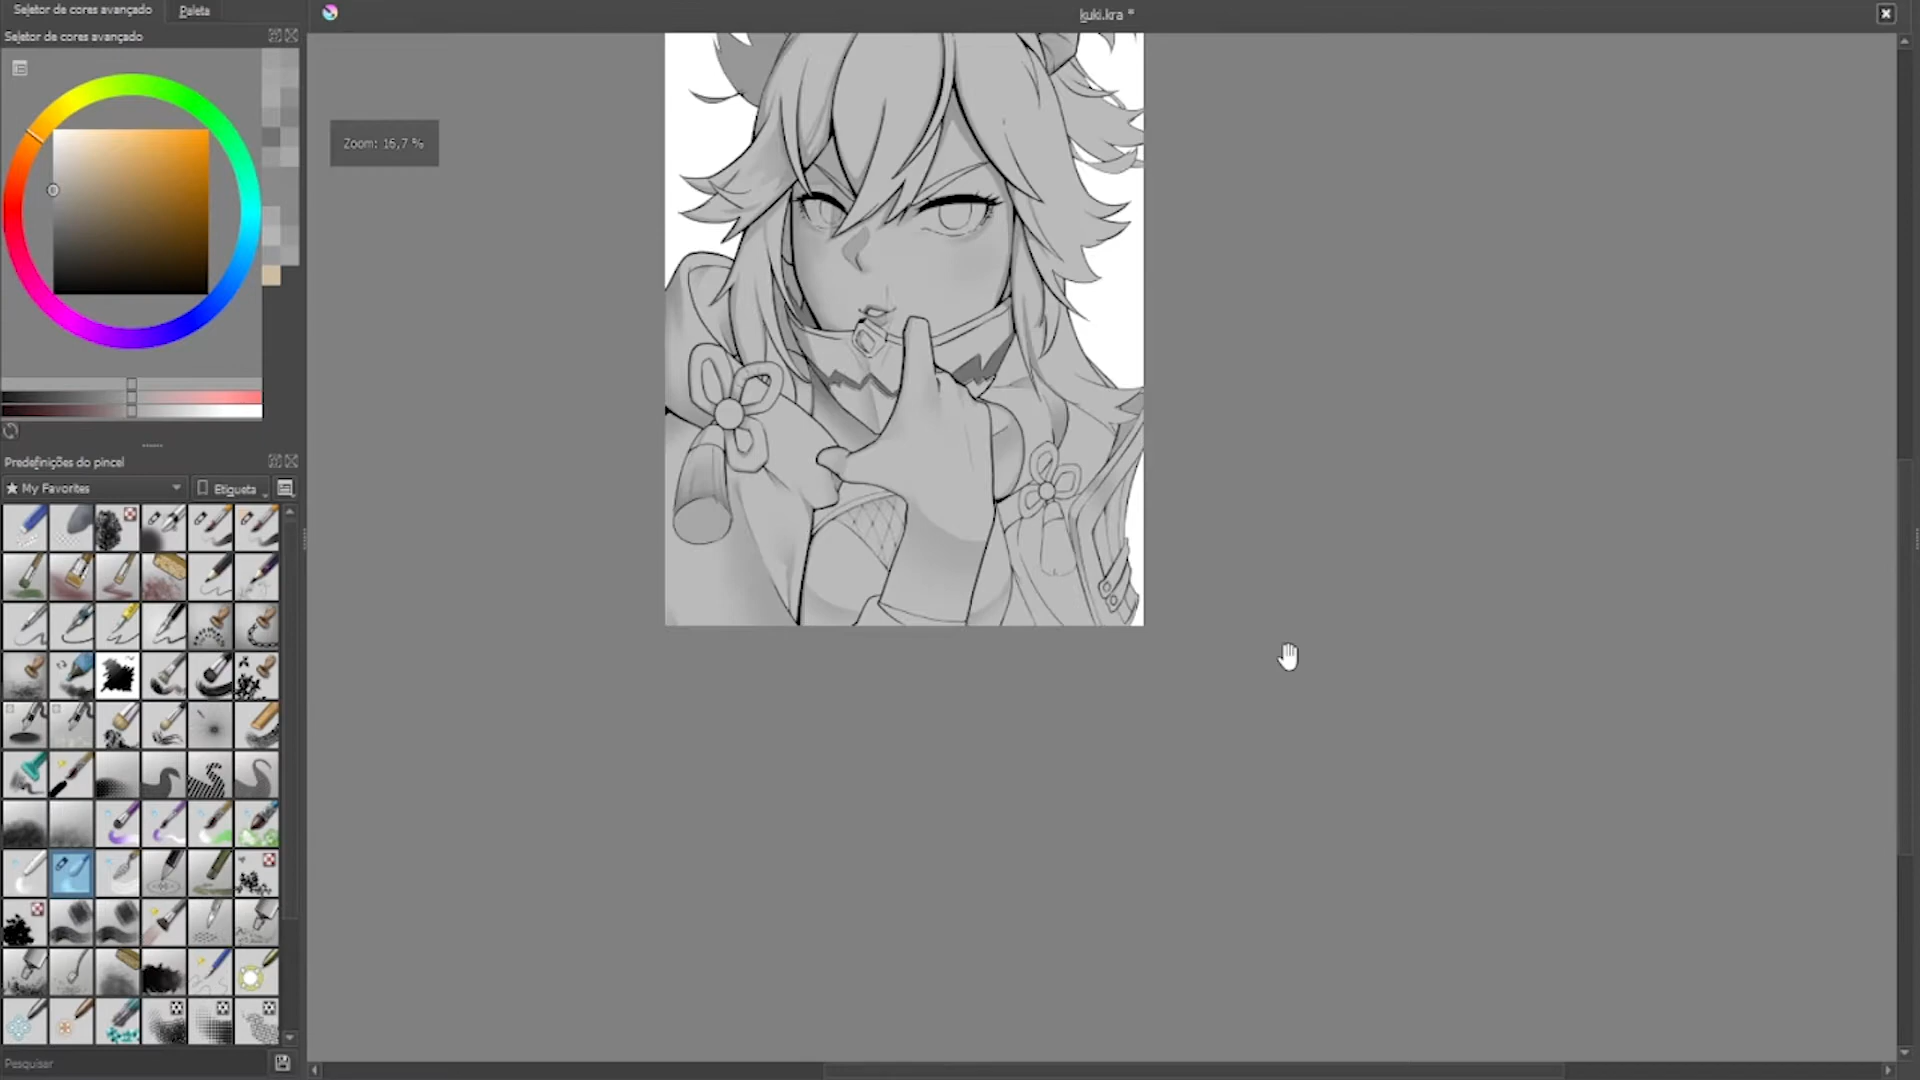 Seletor de cores avançado
Paleta
kuki.kra *
Seletor de cores avançado
Zoom: 16,7 %
Predefinições do pincel
★ My Favorites
Etiqueta
Pesquisar